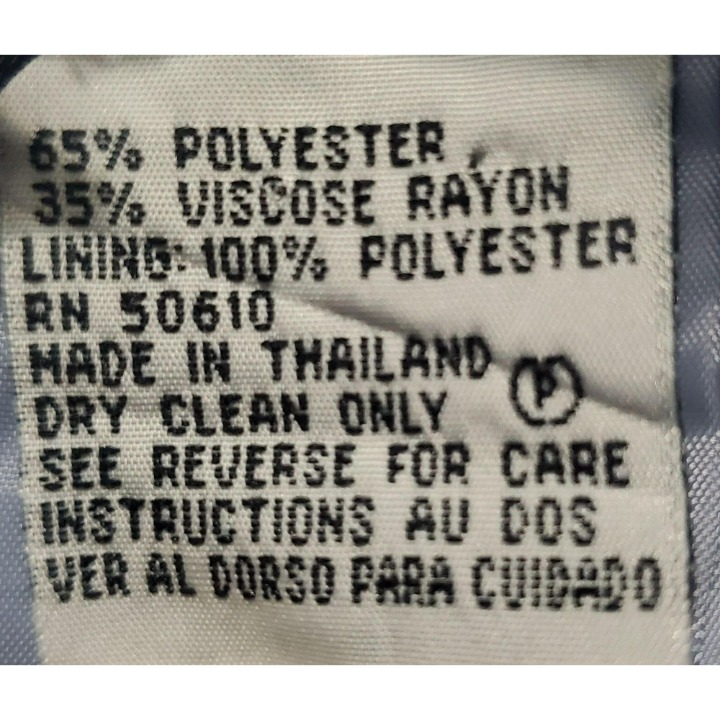 65% POLYESTER
35% VISCOSE RAYON
LINING: 100% POLYESTER
RN 50610
MADE IN THAILAND
DRY CLEAN ONLY Ⓟ
SEE REVERSE FOR CARE
INSTRUCTIONS AU DOS
VER AL DORSO PARA CUIDADO